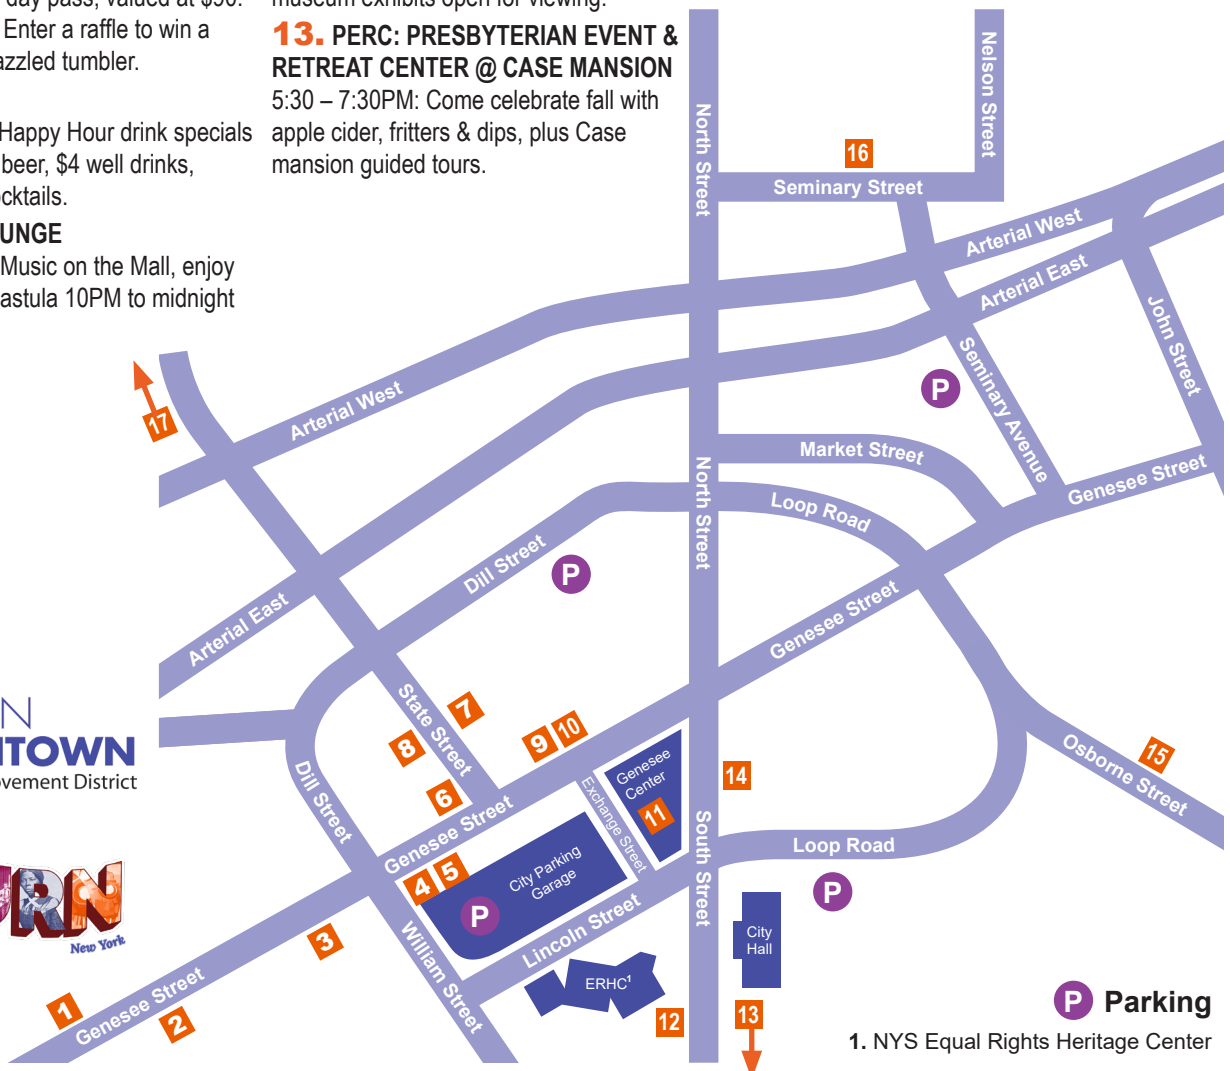 day pass, valued at $90.
Enter a raffle to win a
tumbler.
Happy Hour drink specials
beer, $4 well drinks,
Music on the Mall, enjoy
10PM to midnight
museum exhibits open for viewing.
13. PERC: PRESBYTERIAN EVENT &
RETREAT CENTER @ CASE MANSION
5:30 – 7:30PM: Come celebrate fall with
apple cider, fritters & dips, plus Case
mansion guided tours.
North Street
Nelson Street
16
Seminary Street
Arterial West
Arterial East
John Street
Seminary Avenue
P
17
Arterial West
Market Street
Genesee Street
North Street
Loop Road
Dill Street
P
Arterial East
Genesee Street
State Street
7
8
9
10
6
Genesee
Center
11
14
Osborne Street
15
Dill Street
Exchange Street
Genesee Street
South Street
Loop Road
4
5
City Parking
Garage
P
P
Lincoln Street
William Street
3
City
Hall
ERHC¹
1
Genesee Street
2
12
13
District
New York
P Parking
1. NYS Equal Rights Heritage Center